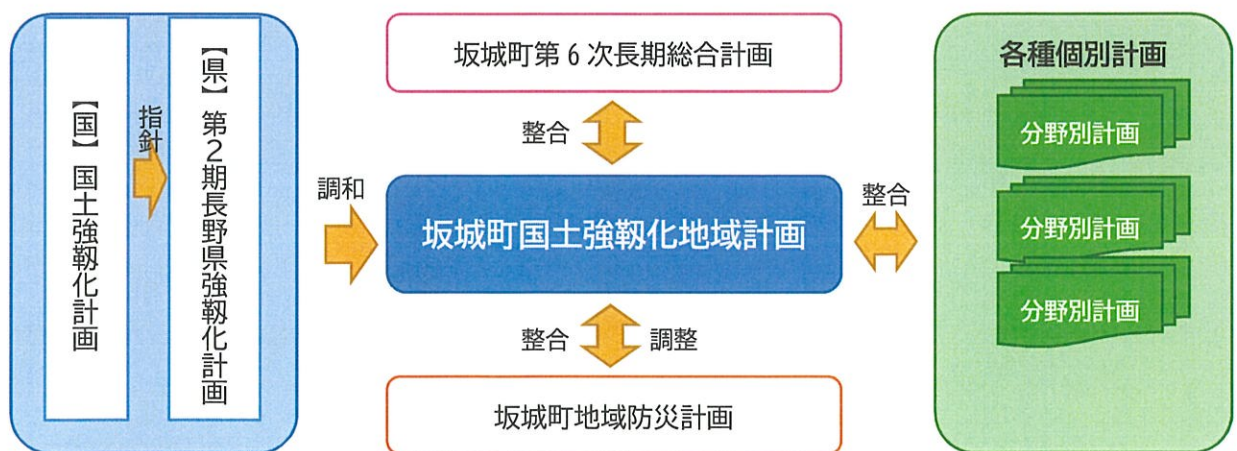 【国】国土強靱化計画
指針
【県】第2期長野県強靱化計画
調和
坂城町第6次長期総合計画
整合
坂城町国土強靱化地域計画
整合
整合 調整
坂城町地域防災計画
各種個別計画
分野別計画
分野別計画
分野別計画